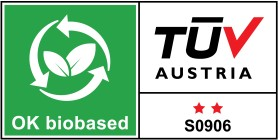 OK biobased
TÜV
AUSTRIA
S0906